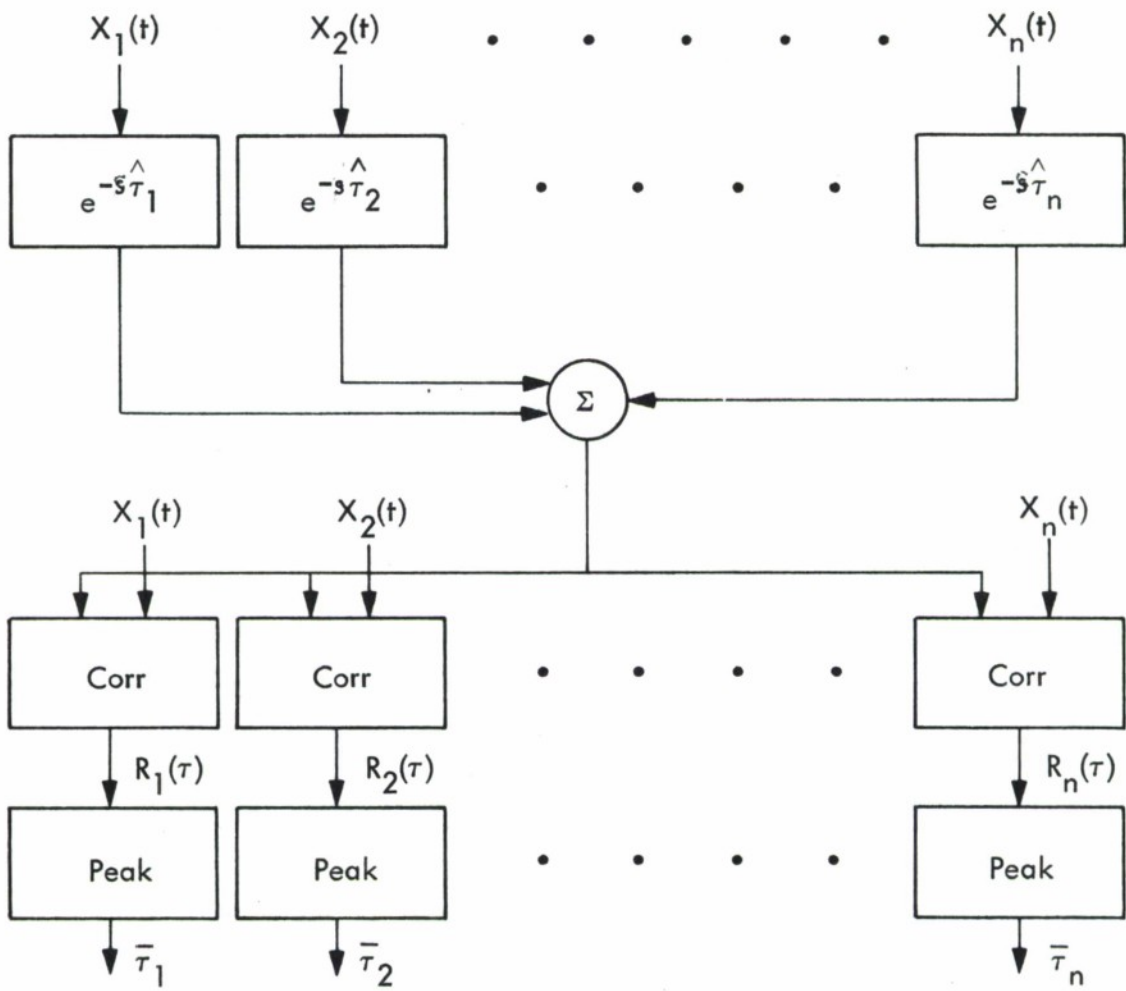 X₁(t) X₂(t) Xₙ(t)
e^{-sτ̂₁} e^{-sτ̂₂} e^{-sτ̂ₙ}
Σ
X₁(t) X₂(t) Xₙ(t)
Corr Corr Corr
R₁(τ) R₂(τ) Rₙ(τ)
Peak Peak Peak
τ̄₁ τ̄₂ τ̄ₙ